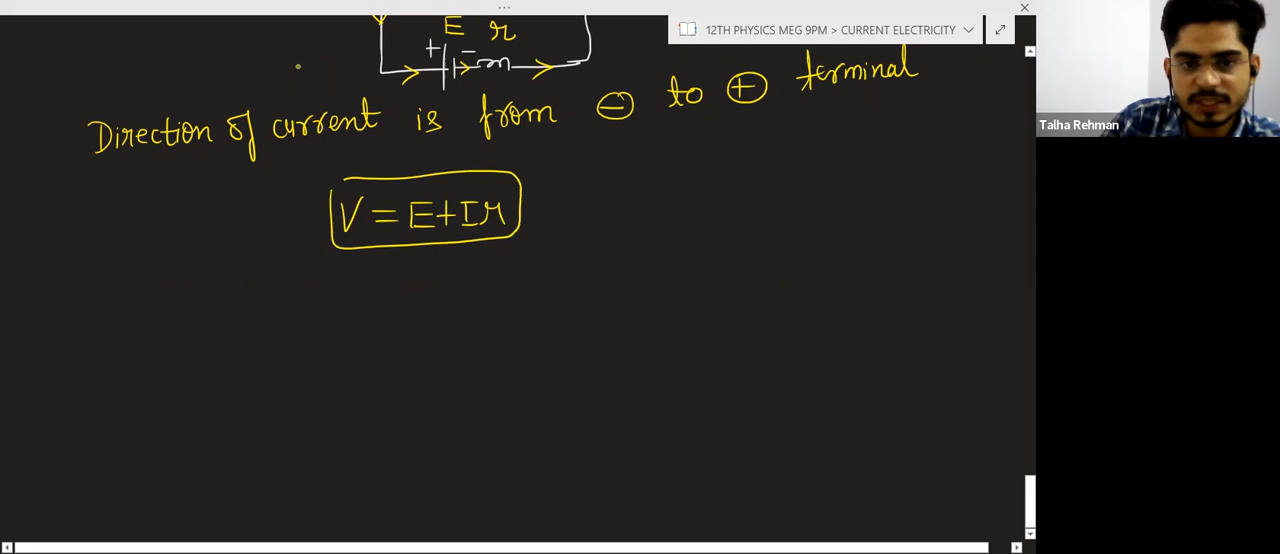 E r
12TH PHYSICS MEG 9PM > CURRENT ELECTRICITY
+ −
Direction of current is from ⊖ to ⊕ terminal
Talha Rehman
V = E+Ir